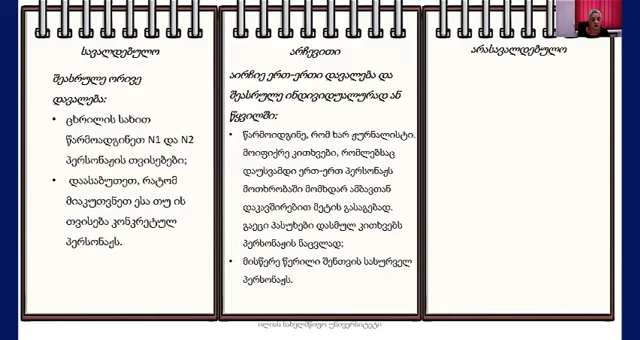 სავალდებულო
შეასრულე ორივე
დავალება:
• ცხრილის სახით
წარმოადგინეთ N1 და N2
პერსონაჟის თვისებები;
• დაასაბუთეთ, რატომ
მიაკუთვნეთ ესა თუ ის
თვისება კონკრეტულ
პერსონაჟს.
არჩევითი
აირჩიე ერთ-ერთი დავალება და
შეასრულე ინდივიდუალურად ან
წყვილში:
• წარმოიდგინე, რომ ხარ ჟურნალისტი.
მოიფიქრე კითხვები, რომლებსაც
დაუსვამდი ერთ-ერთ პერსონაჟს
მოთხრობაში მომხდარ ამბავთან
დაკავშირებით მეტის გასაგებად.
გაეცი პასუხები დასმულ კითხვებს
პერსონაჟის ნაცვლად;
• მისწერე წერილი შენთვის სასურველ
პერსონაჟს.
არასავალდებულო
ილიას სახელმწიფო უნივერსიტეტი